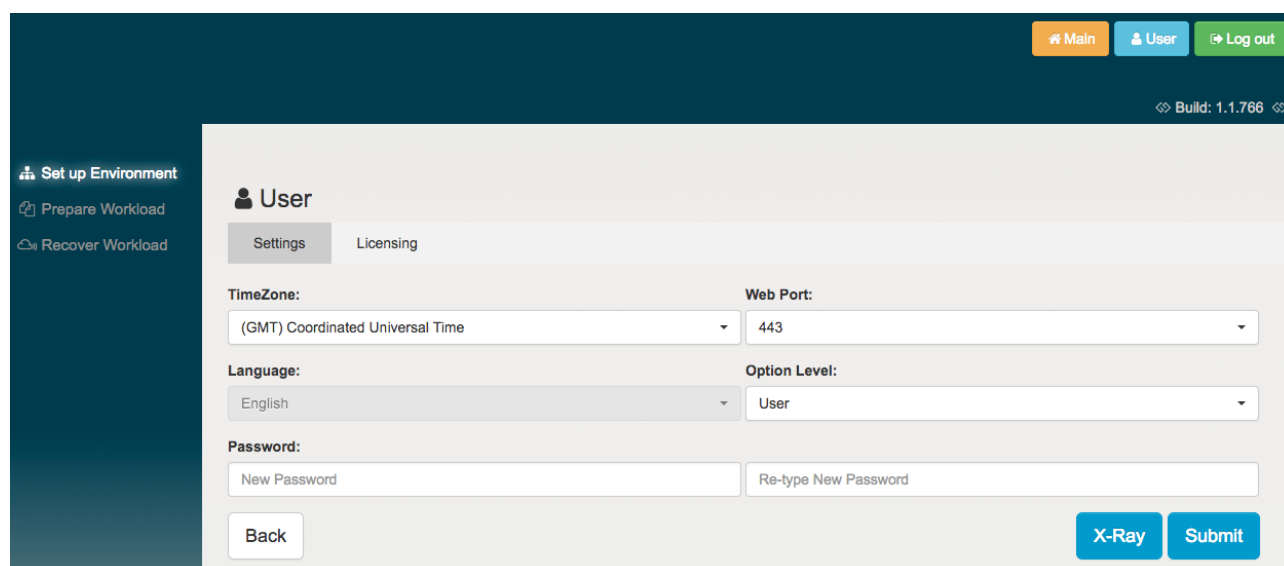 Main User Log out
Build: 1.1.766
Set up Environment
Prepare Workload
Recover Workload
User
Settings Licensing
TimeZone: Web Port:
(GMT) Coordinated Universal Time 443
Language: Option Level:
English User
Password:
New Password Re-type New Password
Back X-Ray Submit